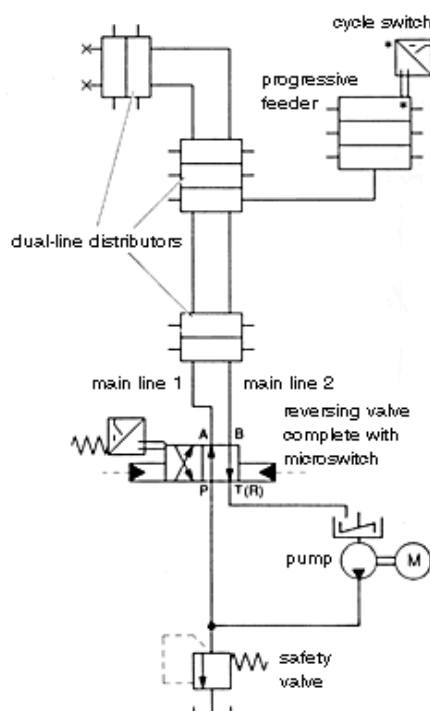 cycle switch
progressive
feeder
dual-line distributors
main line 1
main line 2
reversing valve
complete with
microswitch
A
B
P
T(R)
pump
M
safety
valve